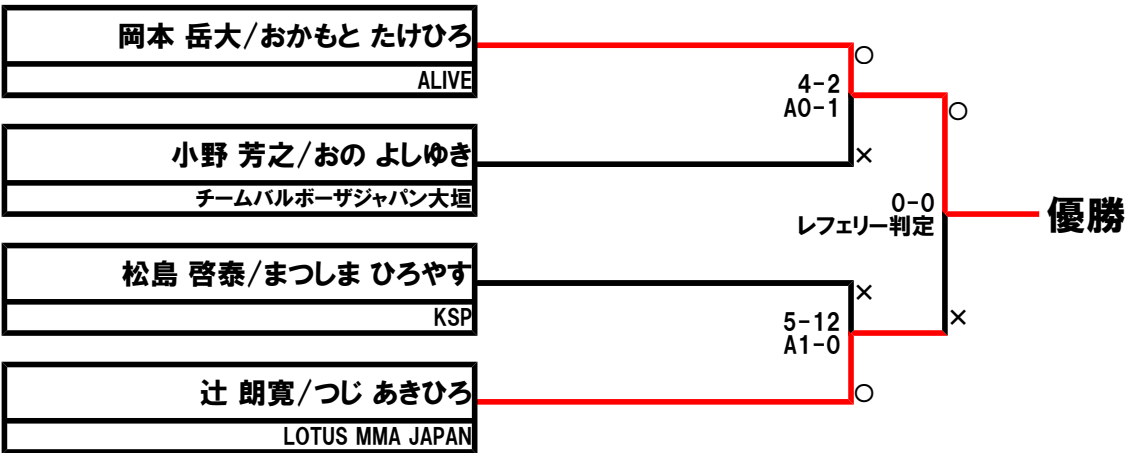 岡本 岳大/おかもと たけひろ
ALIVE
○
4-2
A0-1
○
小野 芳之/おの よしゆき
チームバルボーザジャパン大垣
×
0-0
レフェリー判定
優勝
松島 啓泰/まつしま ひろやす
KSP
×
5-12
A1-0
×
辻 朗寛/つじ あきひろ
LOTUS MMA JAPAN
○